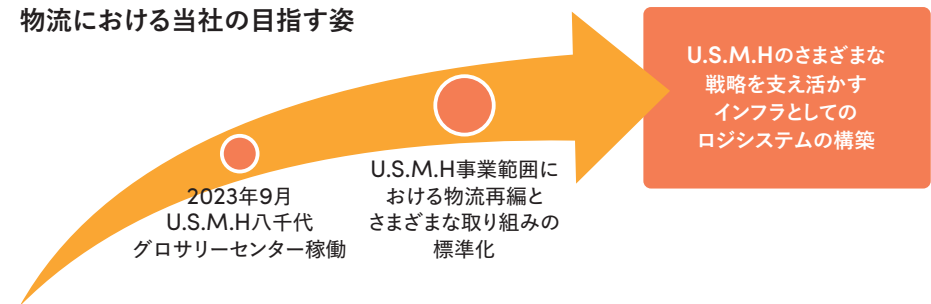 物流における当社の目指す姿
2023年9月
U.S.M.H八千代
グロサリーセンター稼働
U.S.M.H事業範囲に
おける物流再編と
さまざまな取り組みの
標準化
U.S.M.Hのさまざまな
戦略を支え活かす
インフラとしての
ロジシステムの構築